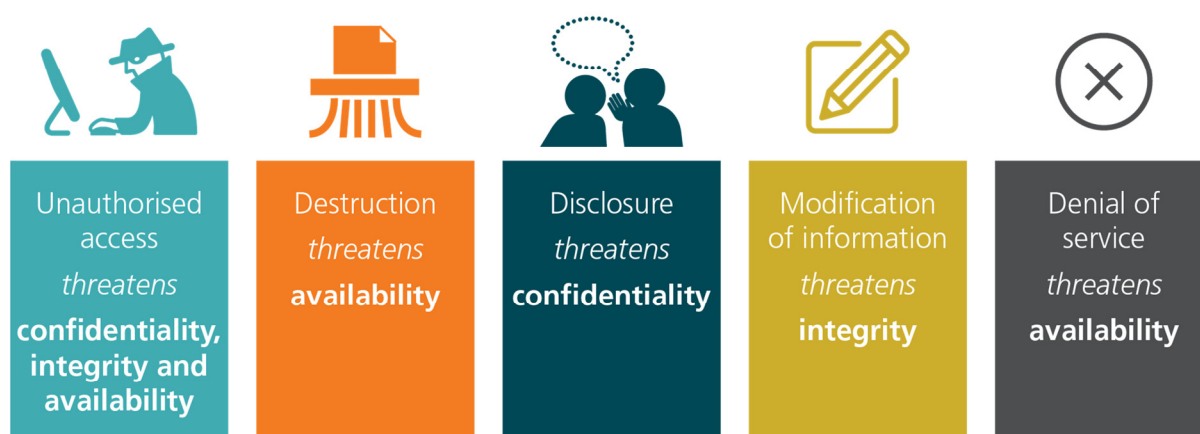 Unauthorised
access
threatens
confidentiality,
integrity and
availability
Destruction
threatens
availability
Disclosure
threatens
confidentiality
Modification
of information
threatens
integrity
Denial of
service
threatens
availability